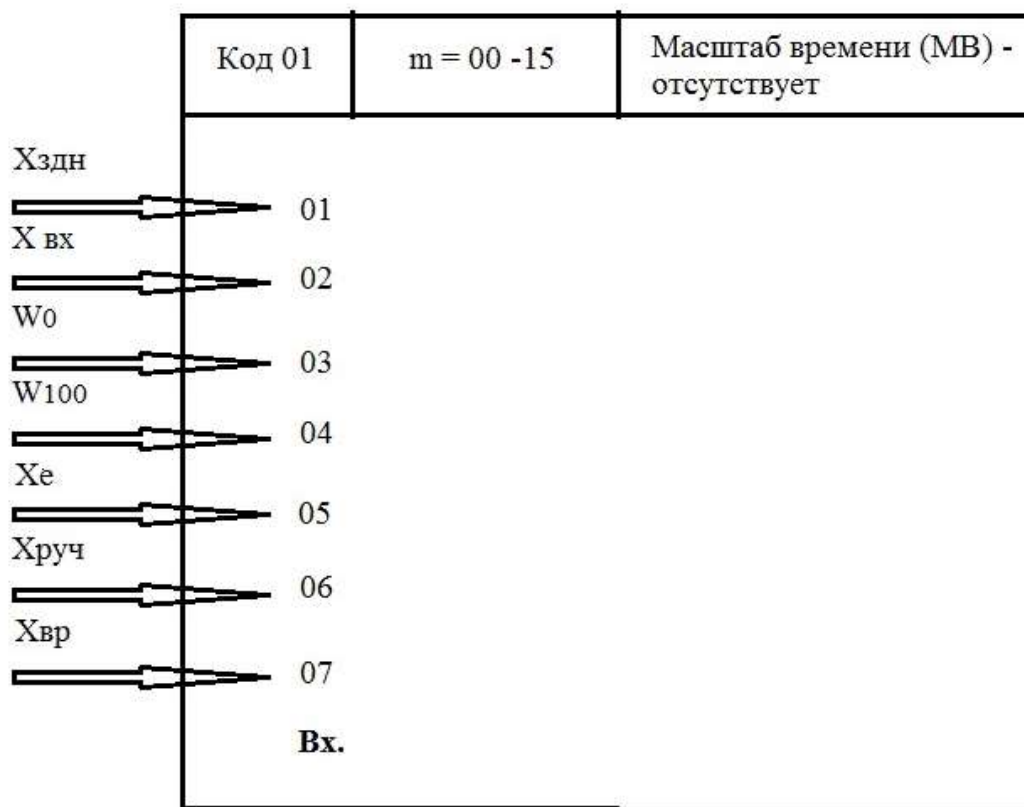 Код 01
m = 00 -15
Масштаб времени (МВ) -
отсутствует
Хздн
01
Х вх
02
W0
03
W100
04
Хе
05
Хруч
06
Хвр
07
Вх.